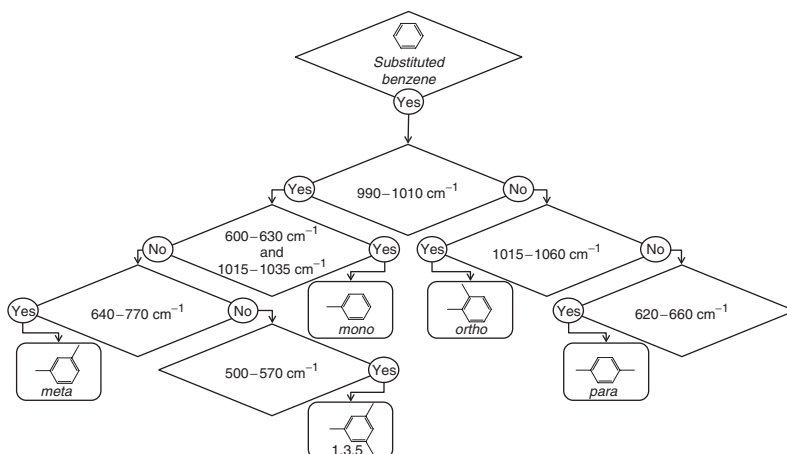 Substituted
benzene
Yes
990–1010 cm⁻¹
Yes
No
600–630 cm⁻¹
and
1015–1035 cm⁻¹
No
Yes
1015–1060 cm⁻¹
Yes
No
640–770 cm⁻¹
Yes
No
mono
ortho
620–660 cm⁻¹
Yes
500–570 cm⁻¹
Yes
meta
para
1,3,5